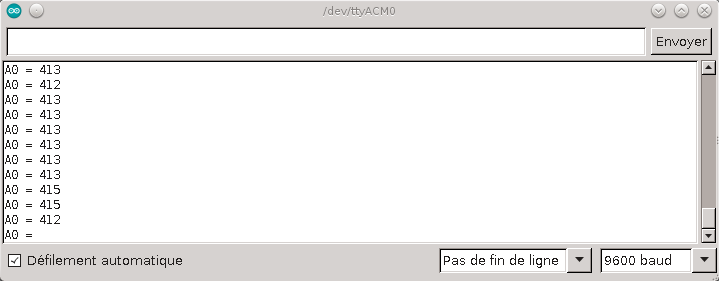 /dev/ttyACM0
Envoyer
A0 = 413
A0 = 412
A0 = 413
A0 = 413
A0 = 413
A0 = 413
A0 = 413
A0 = 413
A0 = 415
A0 = 415
A0 = 412
A0 =
Défilement automatique
Pas de fin de ligne
9600 baud